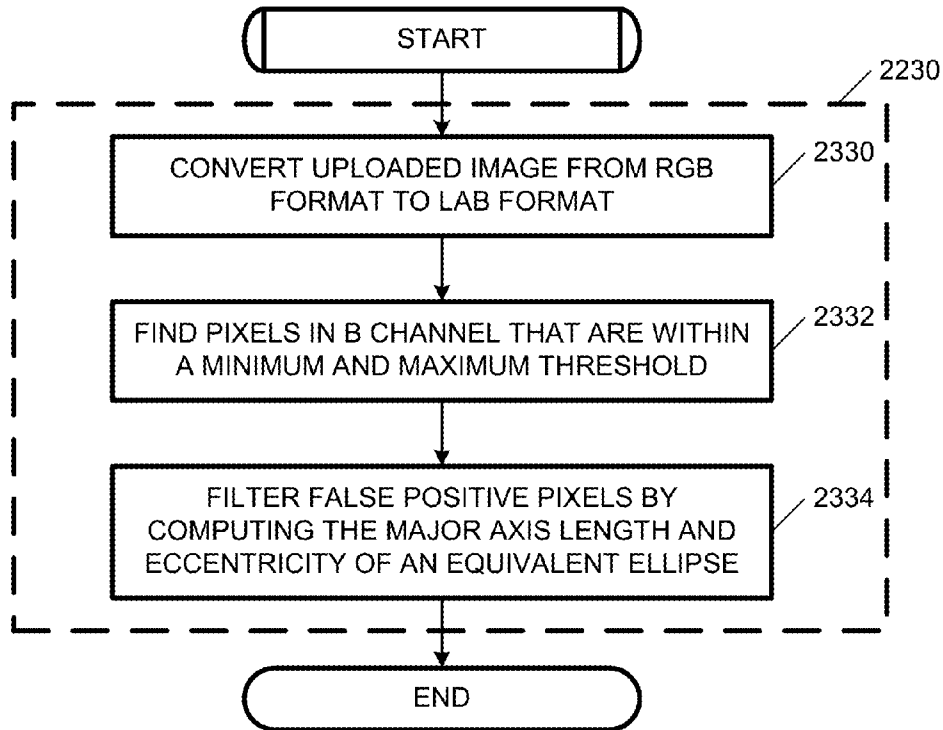 START
2230
CONVERT UPLOADED IMAGE FROM RGB
FORMAT TO LAB FORMAT
2330
FIND PIXELS IN B CHANNEL THAT ARE WITHIN
A MINIMUM AND MAXIMUM THRESHOLD
2332
FILTER FALSE POSITIVE PIXELS BY
COMPUTING THE MAJOR AXIS LENGTH AND
ECCENTRICITY OF AN EQUIVALENT ELLIPSE
2334
END